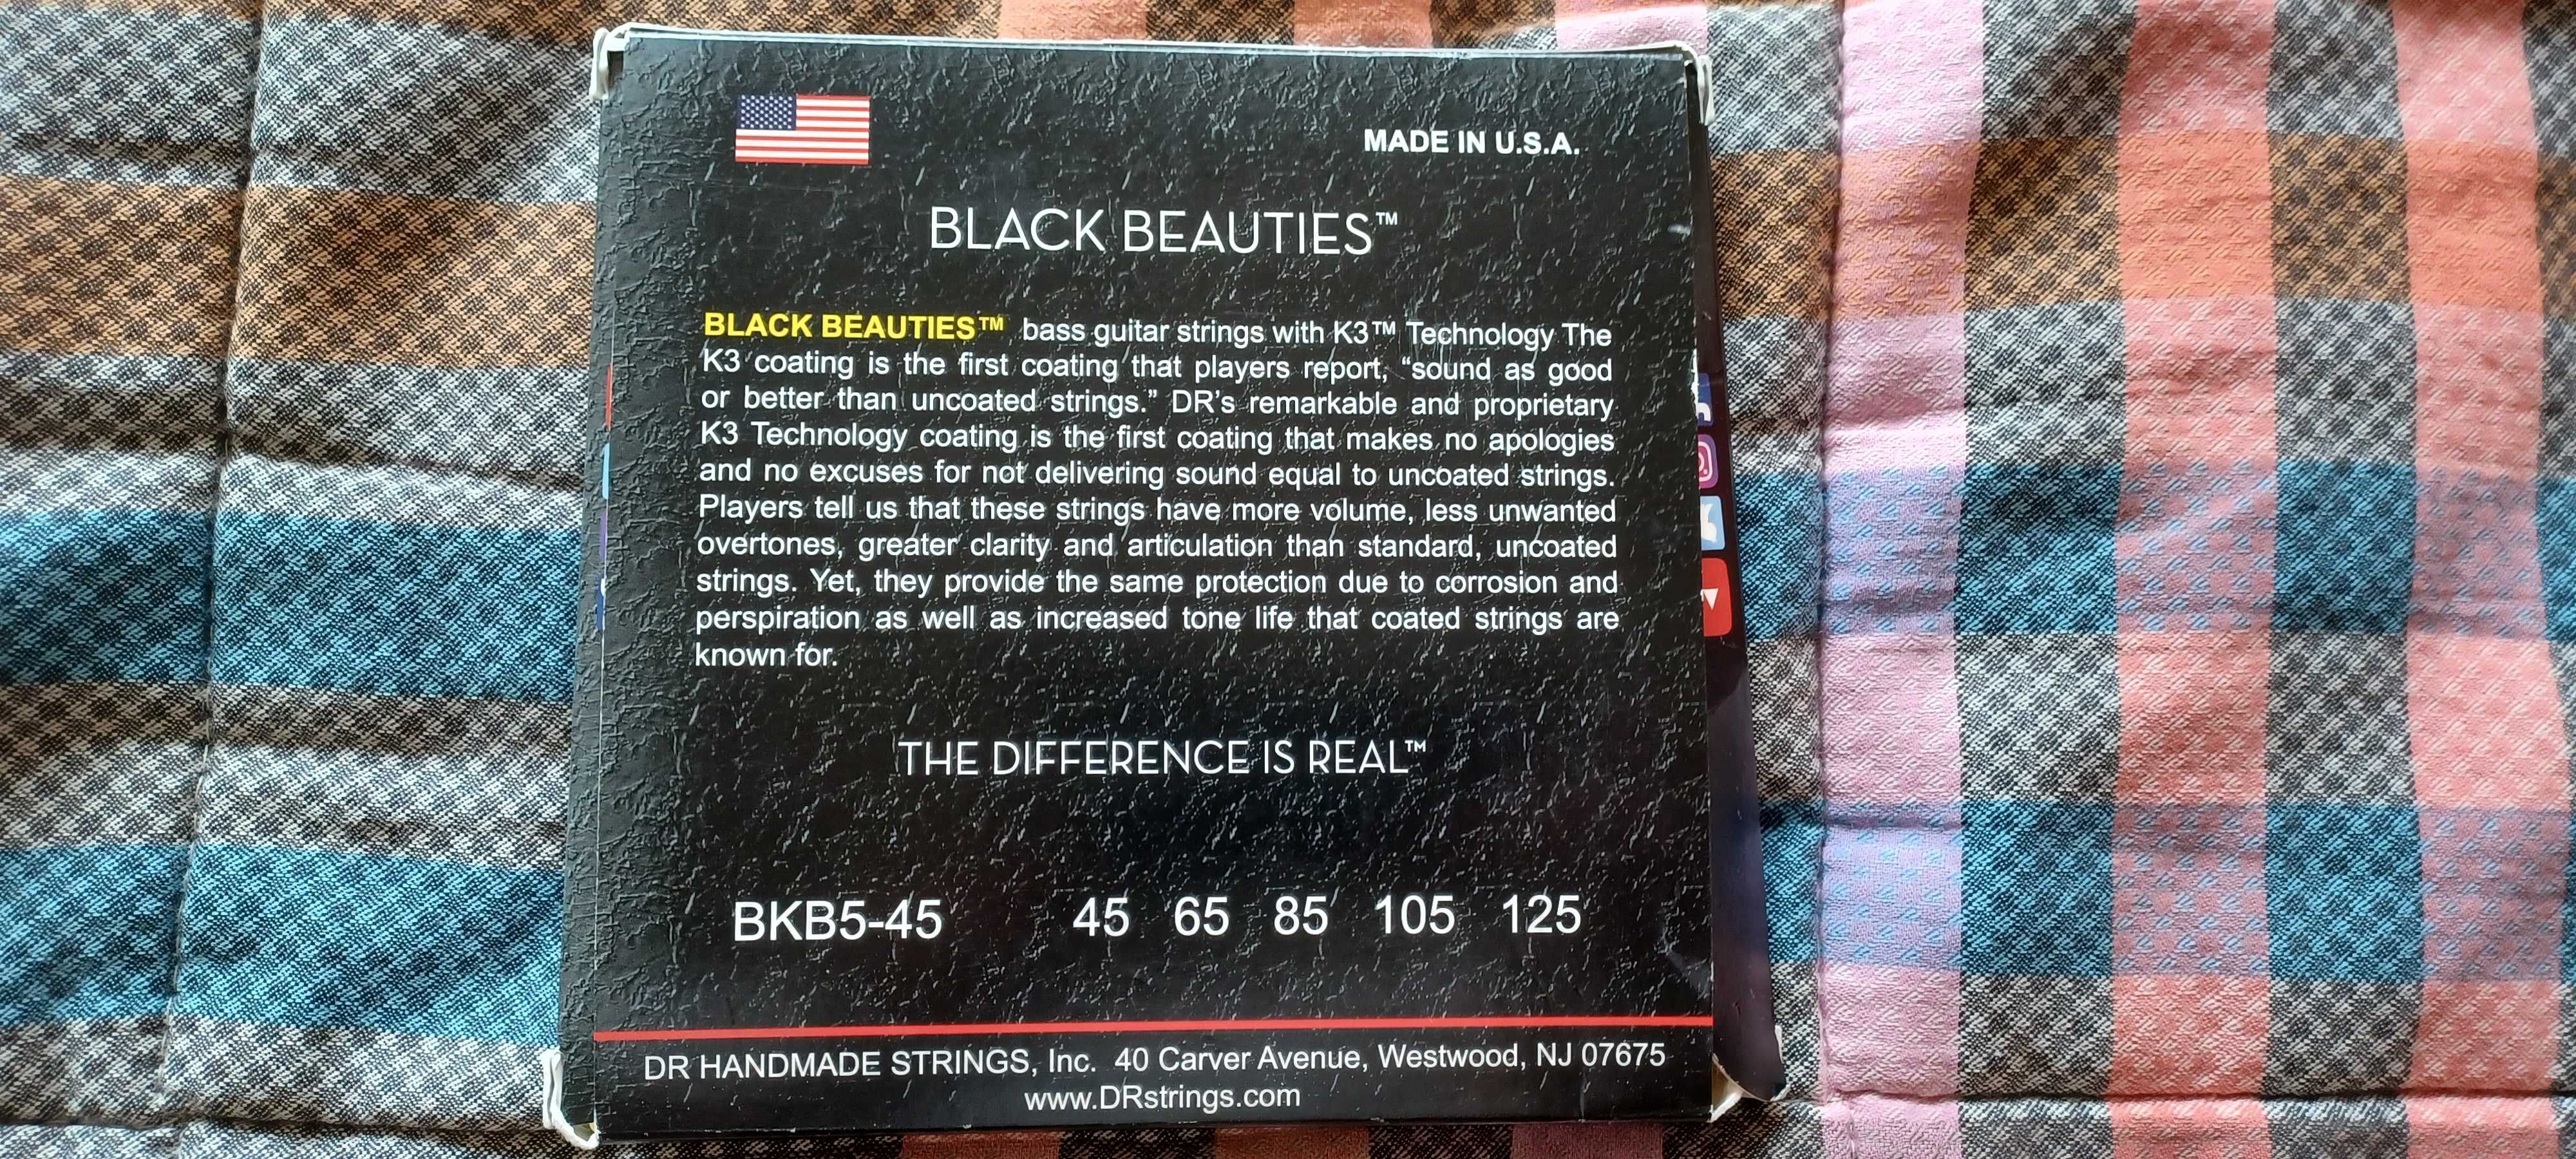 MADE IN U.S.A.
BLACK BEAUTIES™
BLACK BEAUTIES™ bass guitar strings with K3™ Technology The
K3 coating is the first coating that players report, “sound as good
or better than uncoated strings.” DR’s remarkable and proprietary
K3 Technology coating is the first coating that makes no apologies
and no excuses for not delivering sound equal to uncoated strings.
Players tell us that these strings have more volume, less unwanted
overtones, greater clarity and articulation than standard, uncoated
strings. Yet, they provide the same protection due to corrosion and
perspiration as well as increased tone life that coated strings are
known for.
THE DIFFERENCE IS REAL™
BKB5-45 45 65 85 105 125
DR HANDMADE STRINGS, Inc. 40 Carver Avenue, Westwood, NJ 07675
www.DRstrings.com